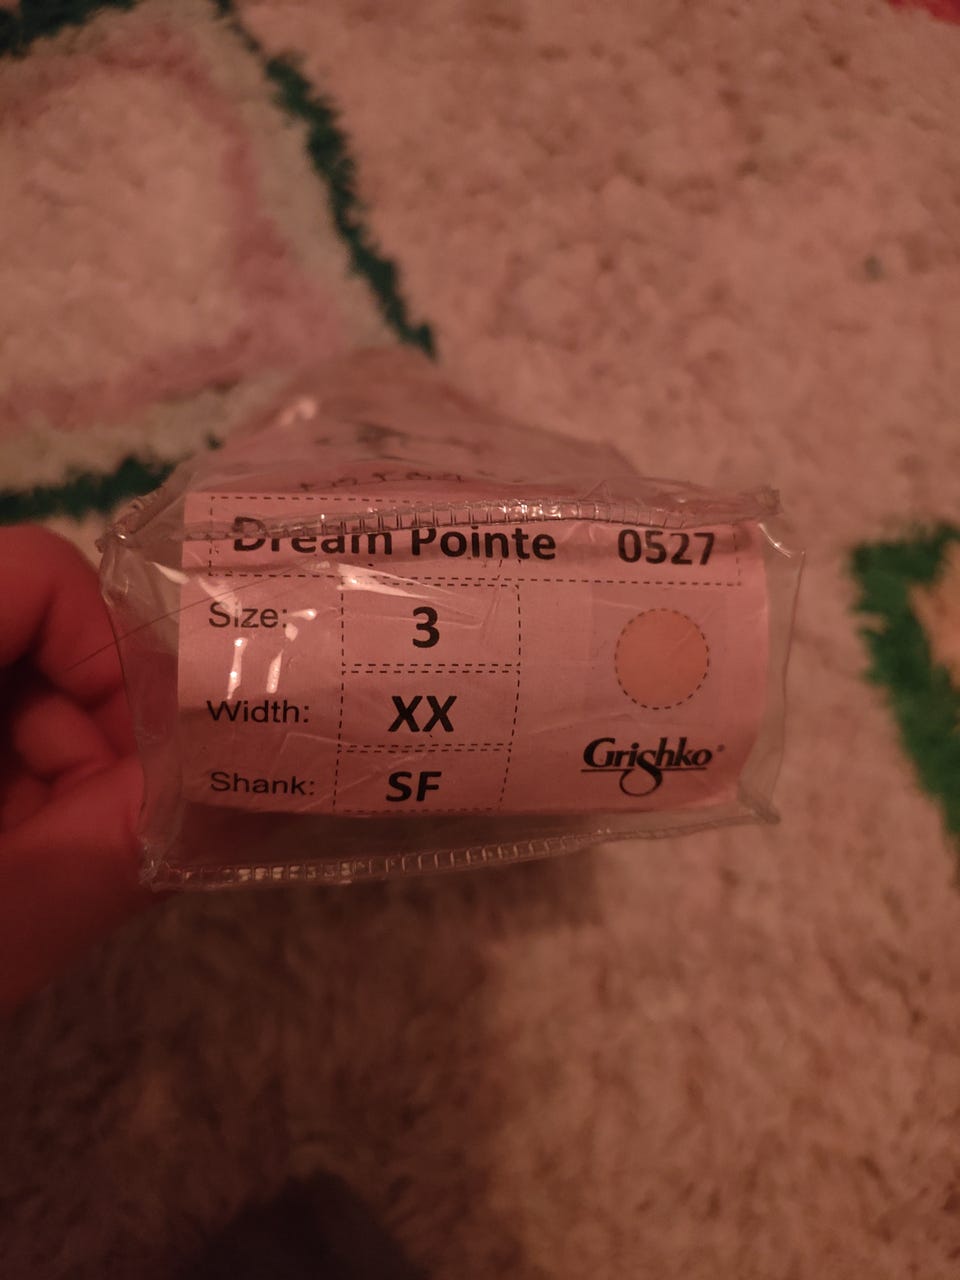 Dream Pointe 0527
Size: 3
Width: XX
Shank: SF
Grishko®